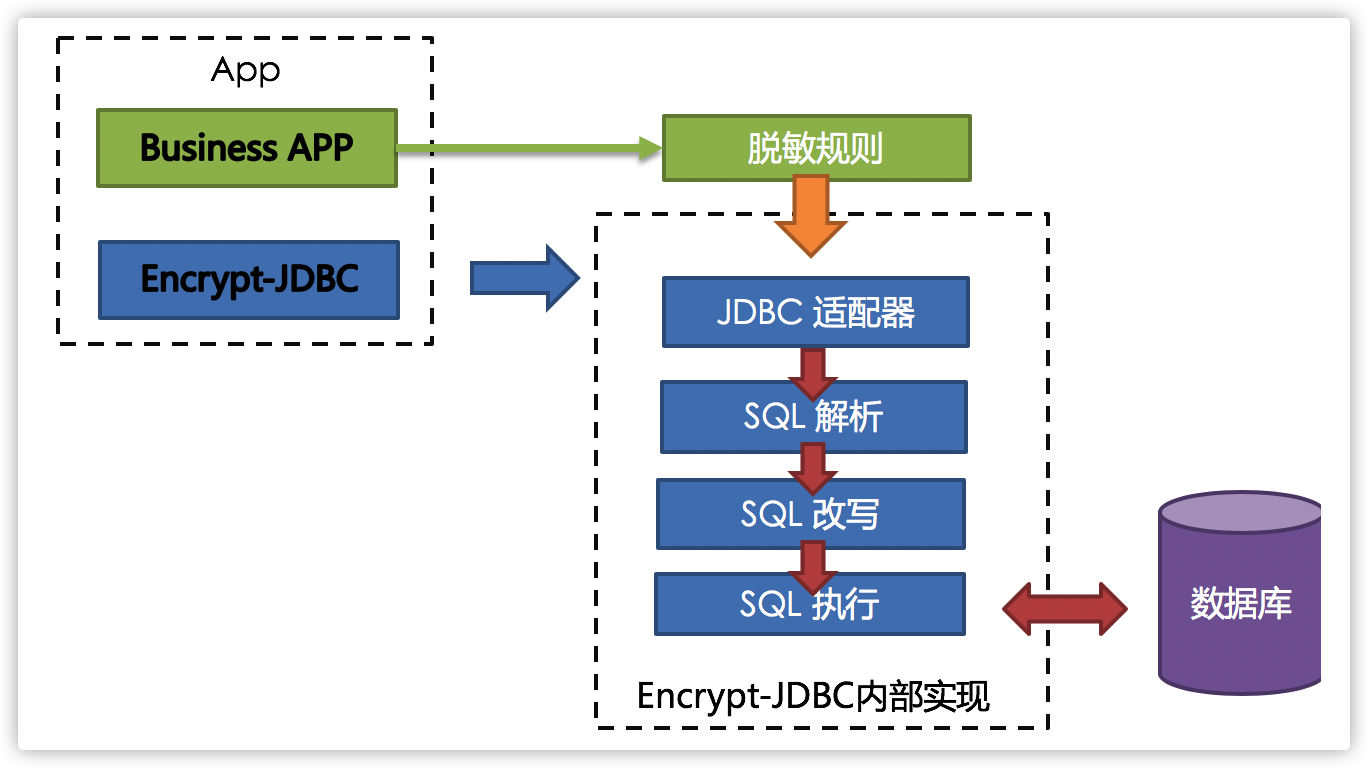 App
Business APP
脱敏规则
Encrypt-JDBC
JDBC 适配器
SQL 解析
SQL 改写
SQL 执行
数据库
Encrypt-JDBC内部实现